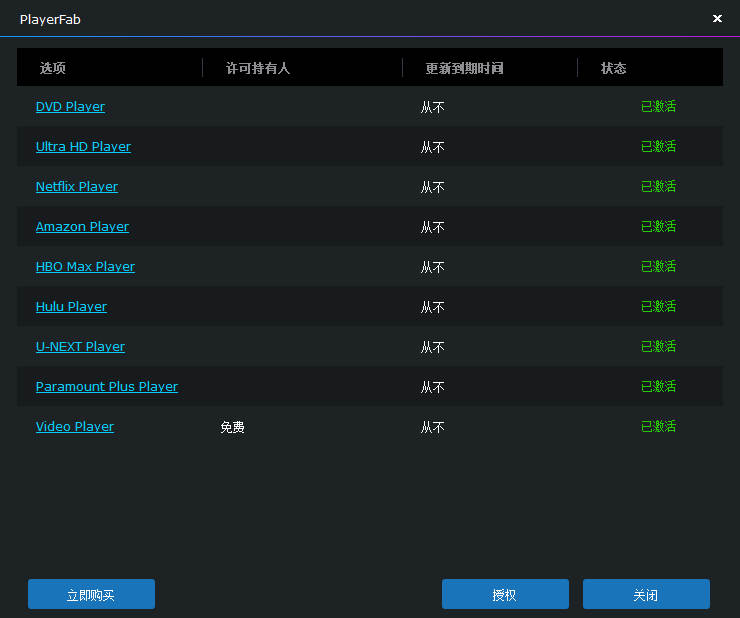 PlayerFab
选项 许可持有人 更新到期时间 状态
DVD Player 从不 已激活
Ultra HD Player 从不 已激活
Netflix Player 从不 已激活
Amazon Player 从不 已激活
HBO Max Player 从不 已激活
Hulu Player 从不 已激活
U-NEXT Player 从不 已激活
Paramount Plus Player 从不 已激活
Video Player 免费 从不 已激活
立即购买 授权 关闭